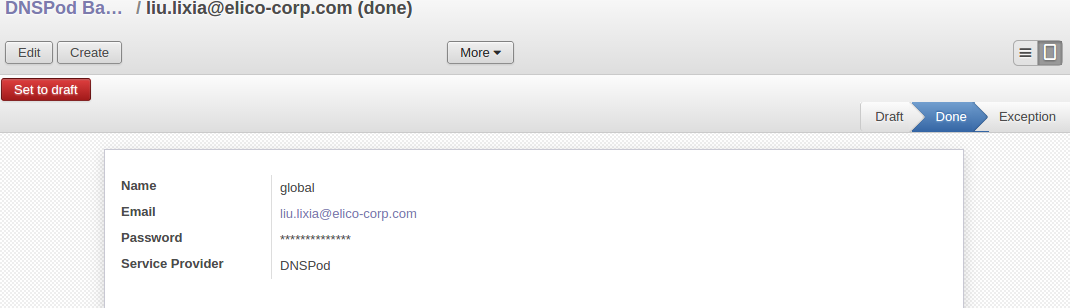 DNSPod Ba… / liu.lixia@elico-corp.com (done)
Edit Create More
Set to draft
Draft Done Exception
Name global
Email liu.lixia@elico-corp.com
Password **************
Service Provider DNSPod